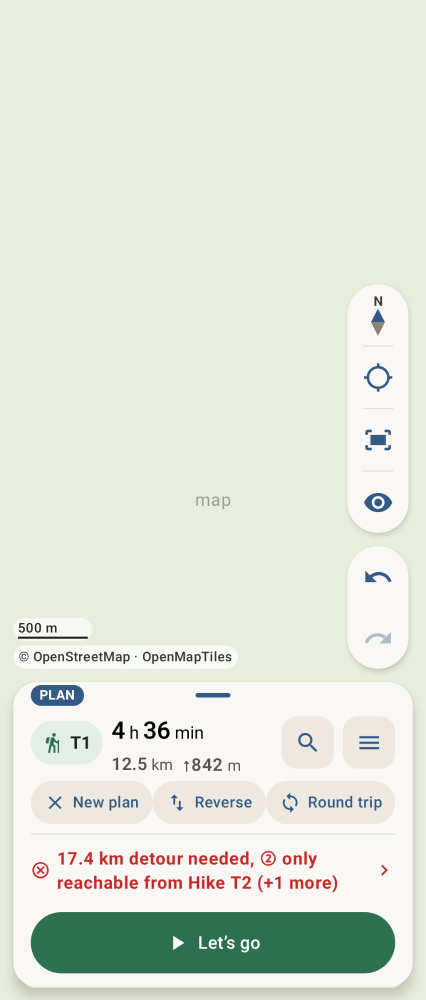 N
map
500 m
© OpenStreetMap · OpenMapTiles
PLAN
T1
4 h 36 min
12.5 km ↑842 m
New plan
Reverse
Round trip
17.4 km detour needed, ② only
reachable from Hike T2 (+1 more)
Let’s go